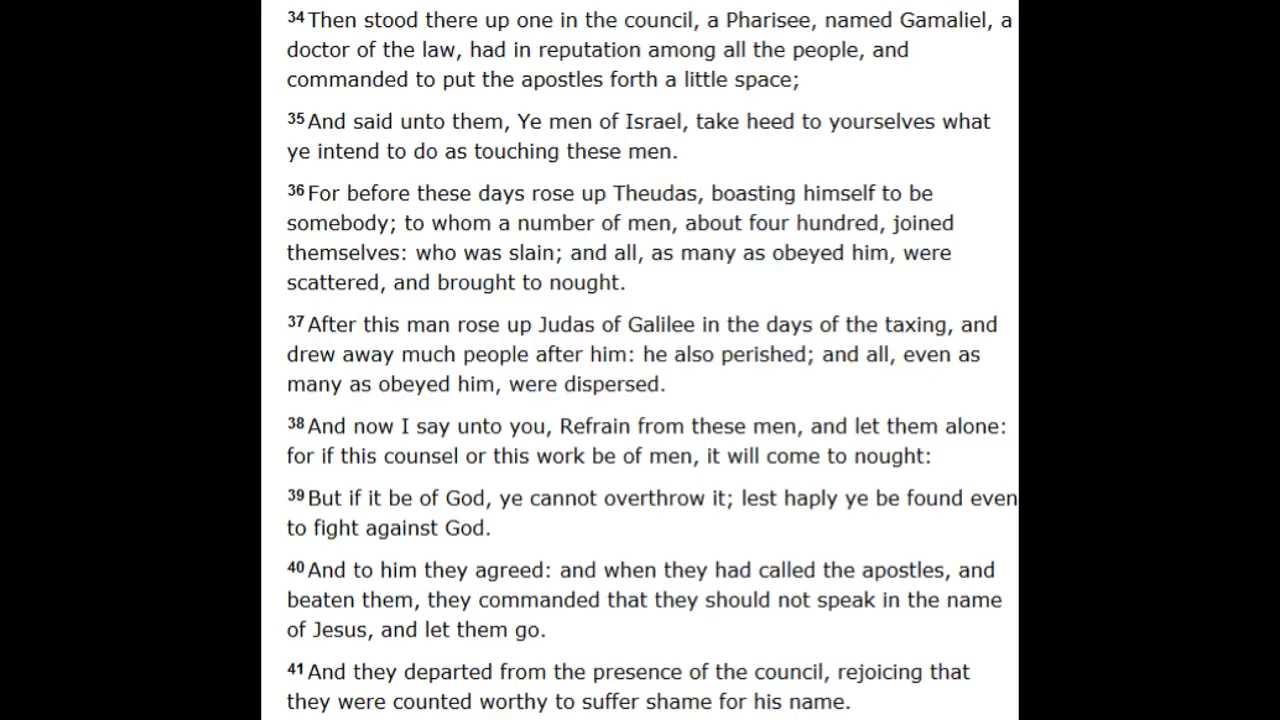 34 Then stood there up one in the council, a Pharisee, named Gamaliel, a
doctor of the law, had in reputation among all the people, and
commanded to put the apostles forth a little space;
35 And said unto them, Ye men of Israel, take heed to yourselves what
ye intend to do as touching these men.
36 For before these days rose up Theudas, boasting himself to be
somebody; to whom a number of men, about four hundred, joined
themselves: who was slain; and all, as many as obeyed him, were
scattered, and brought to nought.
37 After this man rose up Judas of Galilee in the days of the taxing, and
drew away much people after him: he also perished; and all, even as
many as obeyed him, were dispersed.
38 And now I say unto you, Refrain from these men, and let them alone:
for if this counsel or this work be of men, it will come to nought:
39 But if it be of God, ye cannot overthrow it; lest haply ye be found even
to fight against God.
40 And to him they agreed: and when they had called the apostles, and
beaten them, they commanded that they should not speak in the name
of Jesus, and let them go.
41 And they departed from the presence of the council, rejoicing that
they were counted worthy to suffer shame for his name.